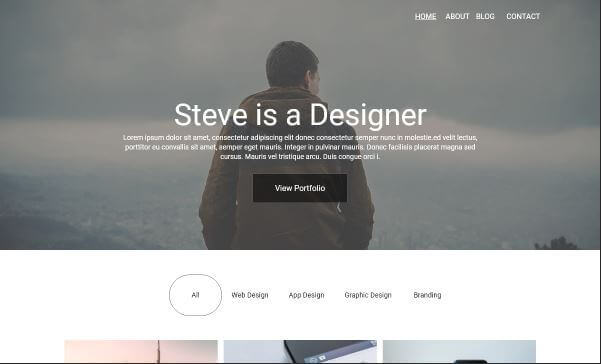 HOME ABOUT BLOG CONTACT
Steve is a Designer
Lorem ipsum dolor sit amet, consectetur adipiscing elit donec consectetur semper nunc in molestie.ed velit lectus,
porttitor eu convallis sit amet, semper eget mauris. Integer in pulvinar mauris. Donec facilisis placerat magna sed
cursus. Mauris vel tristique arcu. Duis congue orci i.
View Portfolio
All Web Design App Design Graphic Design Branding